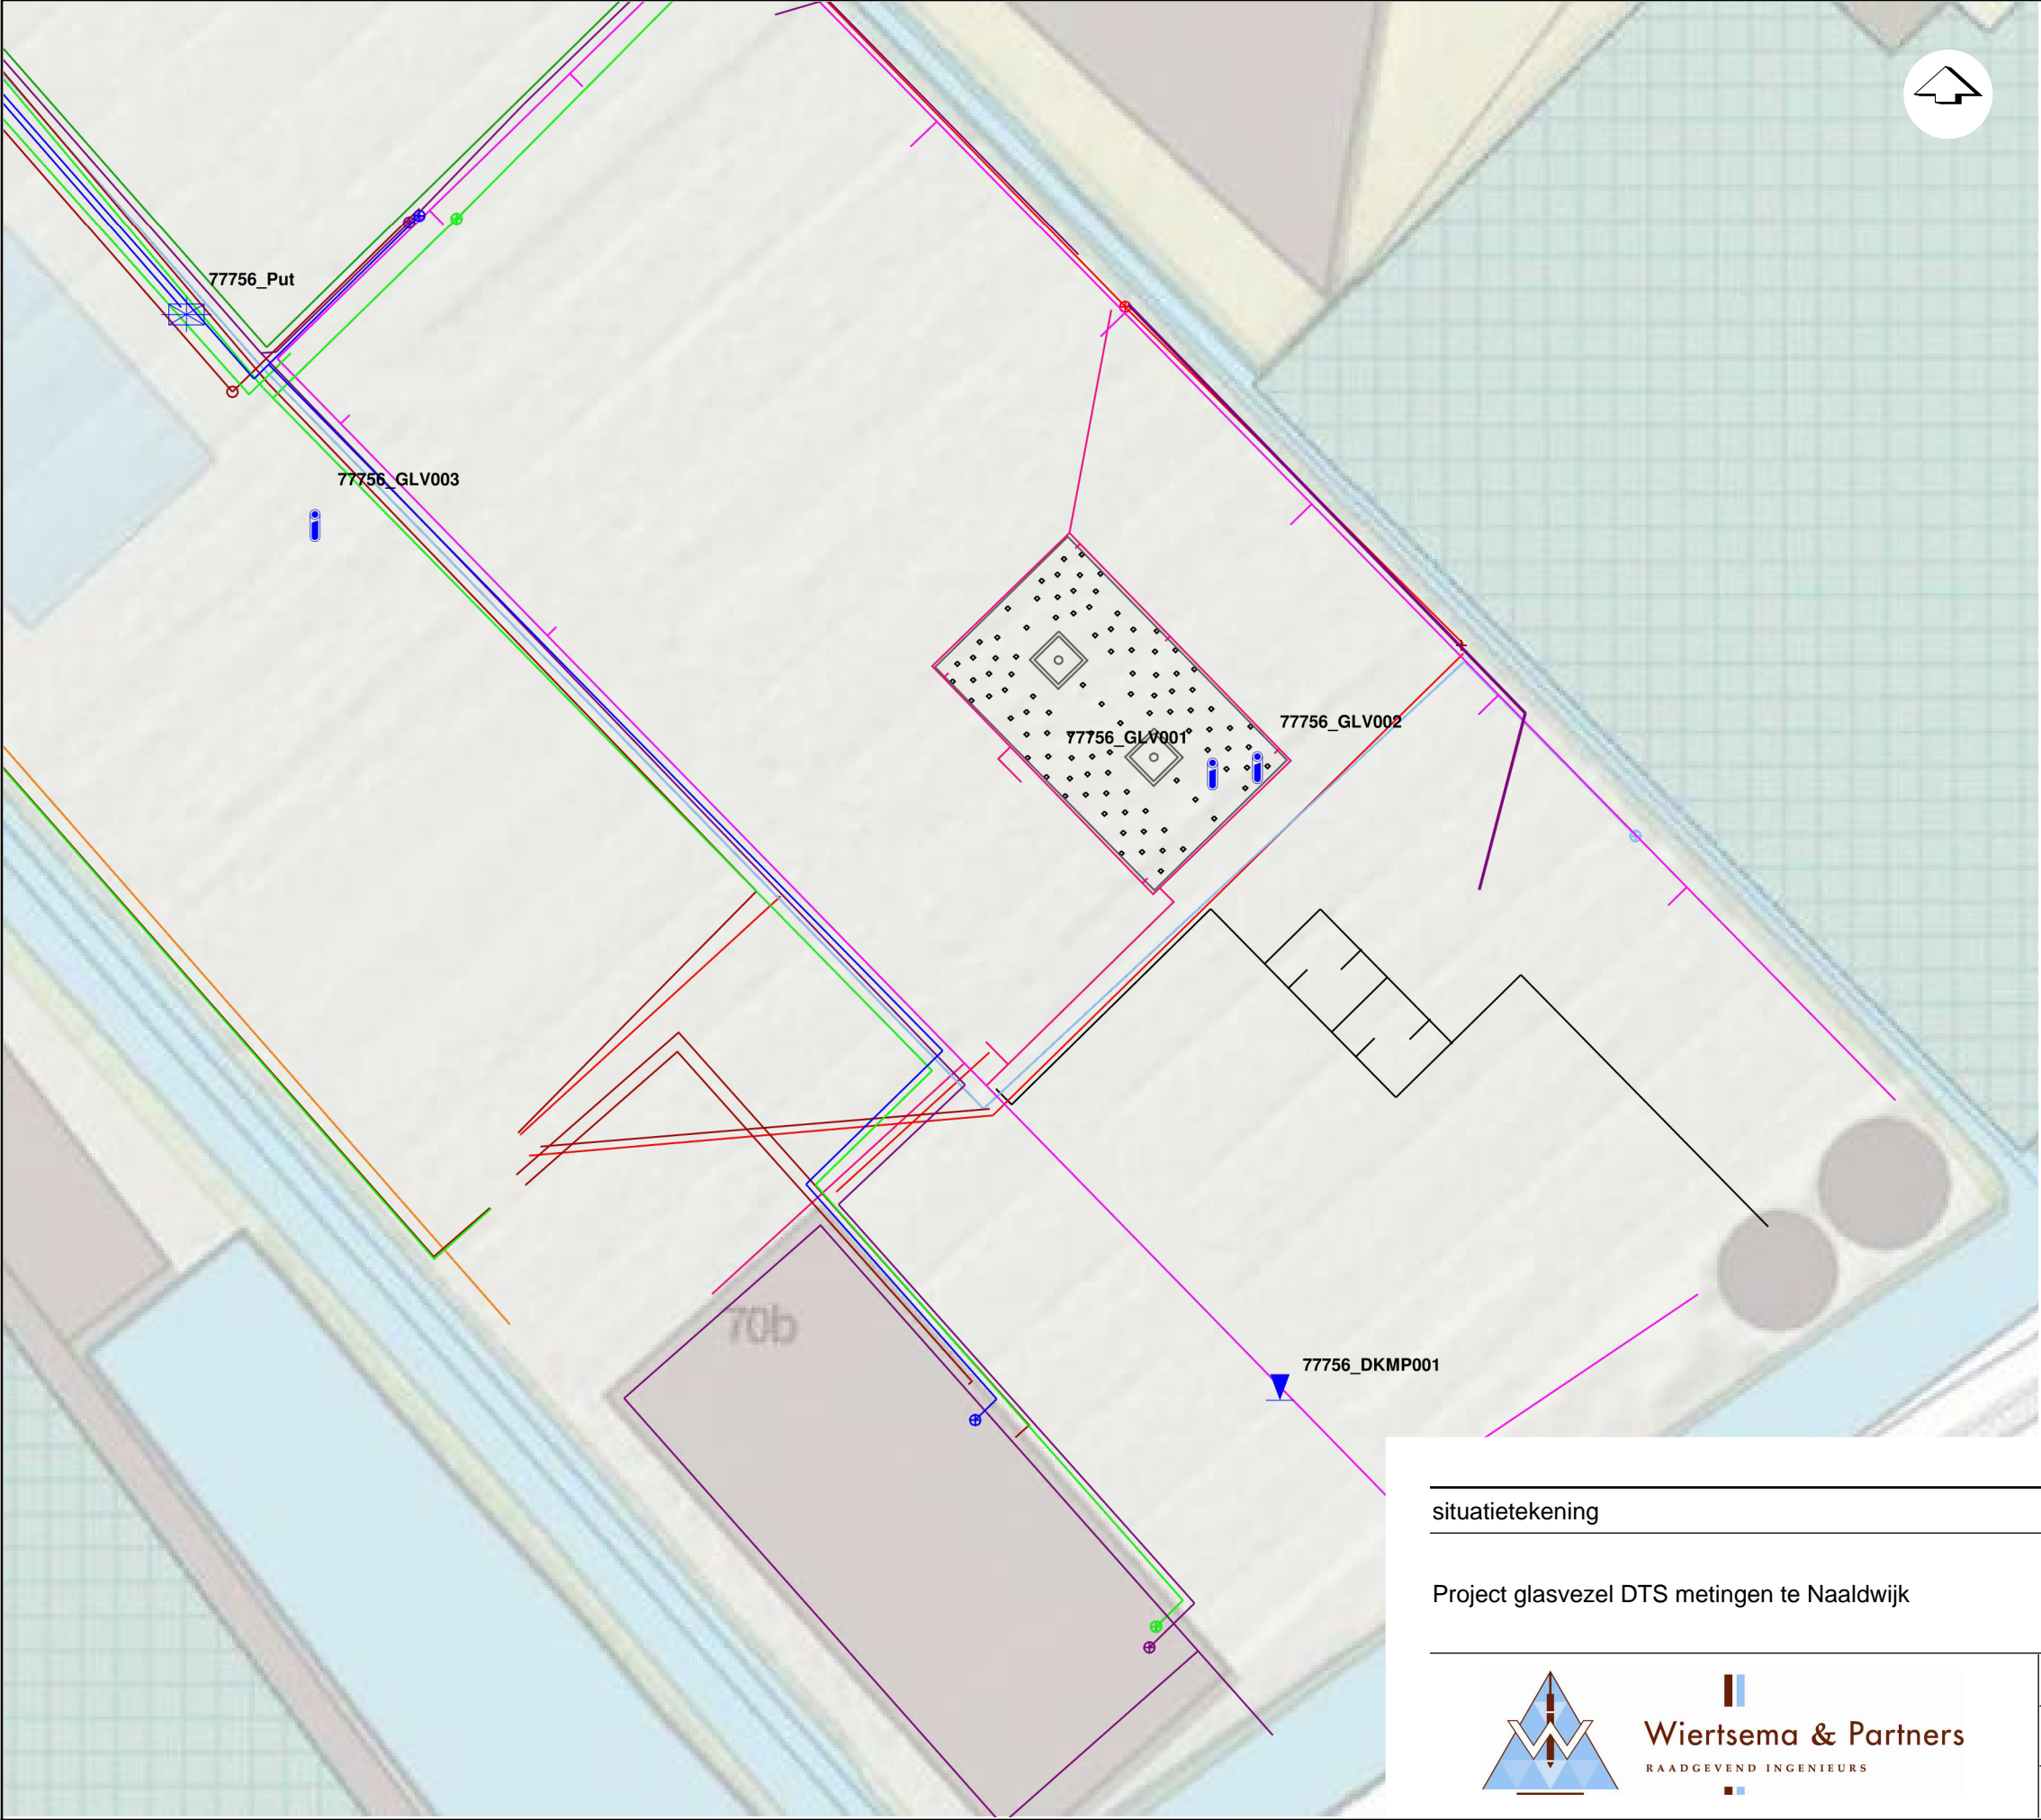 77756_Put
77756_GLV003
77756_GLV002
77756_GLV001
70b
77756_DKMP001
situatietekening
Project glasvezel DTS metingen te Naaldwijk
Wiertsema & Partners
RAADGEVEND INGENIEURS